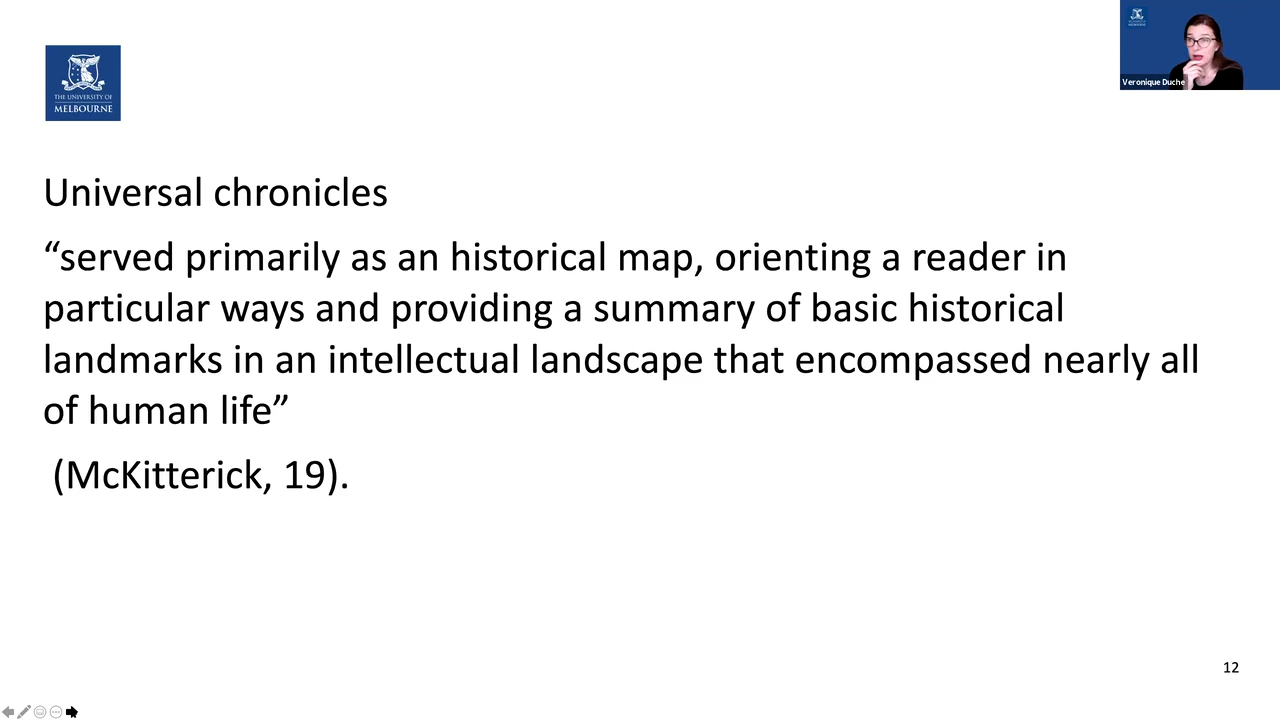 THE UNIVERSITY OF
MELBOURNE
Veronique Duche
Universal chronicles
“served primarily as an historical map, orienting a reader in
particular ways and providing a summary of basic historical
landmarks in an intellectual landscape that encompassed nearly all
of human life”
(McKitterick, 19).
12